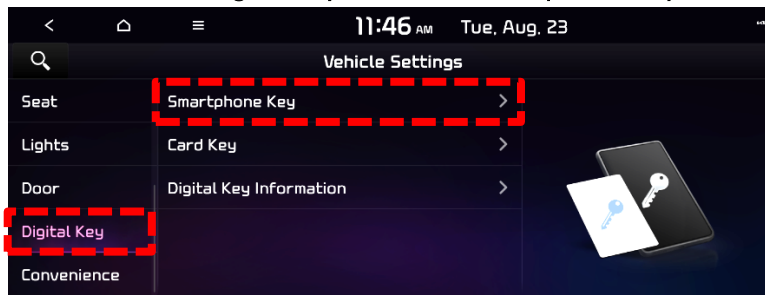 11:46 AM Tue, Aug. 23
Vehicle Settings
Seat
Smartphone Key
Lights
Card Key
Door
Digital Key Information
Digital Key
Convenience